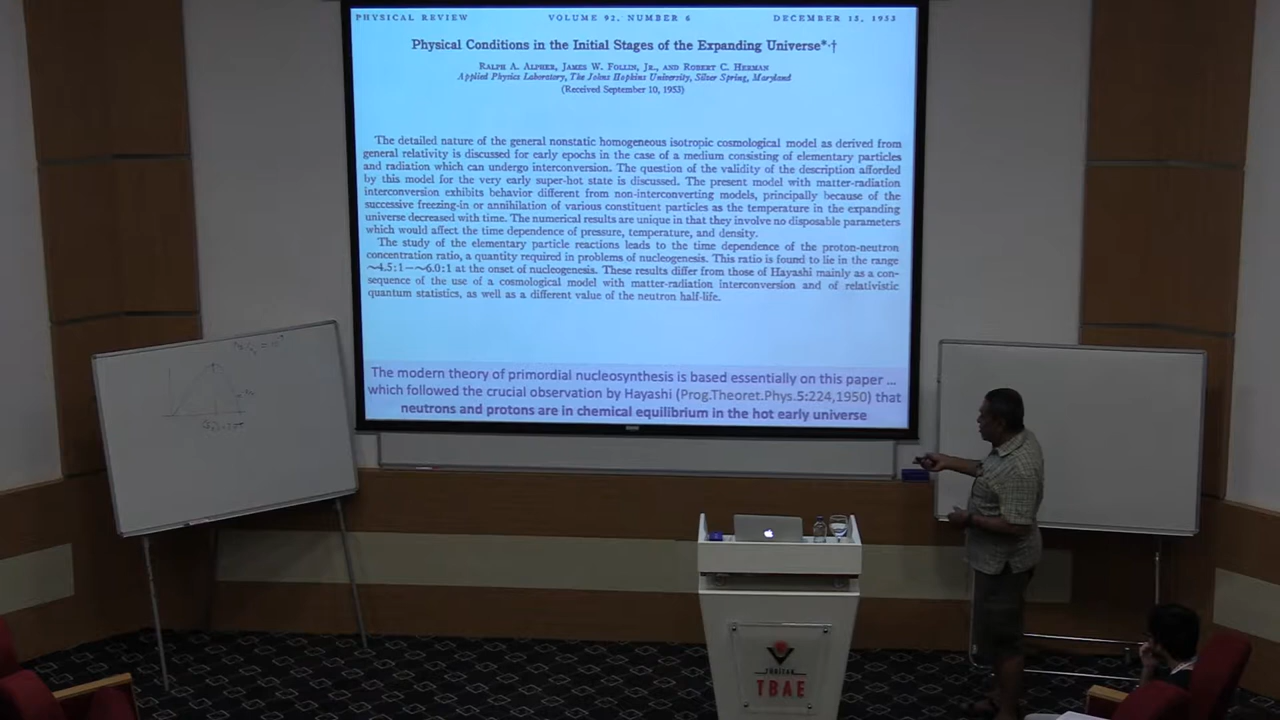 PHYSICAL REVIEW VOLUME 92, NUMBER 6 DECEMBER 15, 1953
Physical Conditions in the Initial Stages of the Expanding Universe*·†
RALPH A. ALPHER, JAMES W. FOLLIN, JR., AND ROBERT C. HERMAN
Applied Physics Laboratory, The Johns Hopkins University, Silver Spring, Maryland
(Received September 10, 1953)
The detailed nature of the general nonstatic homogeneous isotropic cosmological model as derived from
general relativity is discussed for early epochs in the case of a medium consisting of elementary particles
and radiation which can undergo interconversion. The question of the validity of the description afforded
by this model for the very early super-hot state is discussed. The present model with matter-radiation
interconversion exhibits behavior different from non-interconverting models, principally because of the
successive freezing-in or annihilation of various constituent particles as the temperature in the expanding
universe decreased with time. The numerical results are unique in that they involve no disposable parameters
which would affect the time dependence of pressure, temperature, and density.
The study of the elementary particle reactions leads to the time dependence of the proton-neutron
concentration ratio, a quantity required in problems of nucleogenesis. This ratio is found to lie in the range
~4.5:1—~6.0:1 at the onset of nucleogenesis. These results differ from those of Hayashi mainly as a con-
sequence of the use of a cosmological model with matter-radiation interconversion and of relativistic
quantum statistics, as well as a different value of the neutron half-life.
The modern theory of primordial nucleosynthesis is based essentially on this paper ...
which followed the crucial observation by Hayashi (Prog.Theoret.Phys.5:224,1950) that
neutrons and protons are in chemical equilibrium in the hot early universe
TÜBİTAK
TBAE